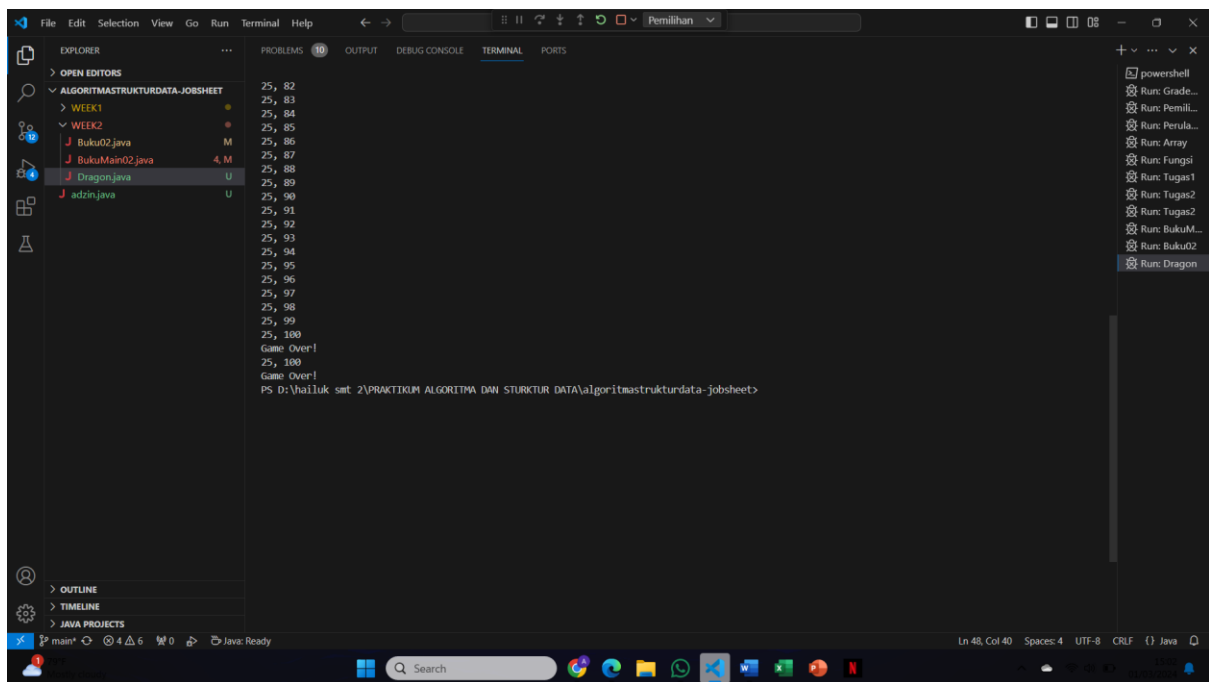 File Edit Selection View Go Run Terminal Help
Pemilihan
EXPLORER
OPEN EDITORS
ALGORITMASTRUKTURDATA-JOBSHEET
WEEK1
WEEK2
J Buku02.java M
J BukuMain02.java 4, M
J Dragon.java U
J adzin.java U
OUTLINE
TIMELINE
JAVA PROJECTS
12
4
PROBLEMS 10 OUTPUT DEBUG CONSOLE TERMINAL PORTS
25, 82
25, 83
25, 84
25, 85
25, 86
25, 87
25, 88
25, 89
25, 90
25, 91
25, 92
25, 93
25, 94
25, 95
25, 96
25, 97
25, 98
25, 99
25, 100
Game Over!
25, 100
Game Over!
PS D:\hailuk smt 2\PRAKTIKUM ALGORITMA DAN STURKTUR DATA\algoritmastrukturdata-jobsheet>
powershell
Run: Grade...
Run: Pemili...
Run: Perula...
Run: Array
Run: Fungsi
Run: Tugas1
Run: Tugas2
Run: Tugas2
Run: BukuM...
Run: Buku02
Run: Dragon
main* 4 6 0 Java: Ready
Ln 48, Col 40 Spaces: 4 UTF-8 CRLF {} Java
1
Search